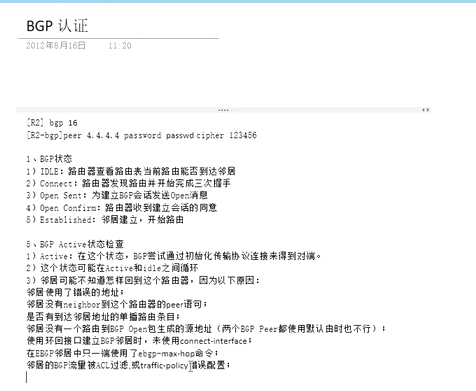 BGP 认证
2012年8月16日 11:20
[R2] bgp 16
[R2-bgp]peer 4.4.4.4 password passwd cipher 123456
1、BGP状态
1）IDLE：路由器查看路由表当前路由能否到达邻居
2）Connect：路由器发现路由并开始完成三次握手
3）Open Sent：为建立BGP会话发送Open消息
4）Open Confirm：路由器收到建立会话的同意
5）Established：邻居建立，开始路由
5、BGP Active状态检查
1）Active：在这个状态，BGP尝试通过初始化传输协议连接来得到对端。
2）这个状态可能在Active和idle之间循环
3）邻居可能不知道怎样回到这个路由器，因为以下原因：
邻居使用了错误的地址；
邻居没有neighbor到这个路由器的peer语句；
是否有到达邻居地址的单播路由条目；
邻居没有一个路由到BGP Open包生成的源地址（两个BGP Peer都使用默认由时也不行）；
使用环回接口建立BGP邻居时，未使用connect-interface；
在EBGP邻居中只一端使用了ebgp-max-hop命令；
邻居的BGP流量被ACL过滤,或traffic-policy错误配置；